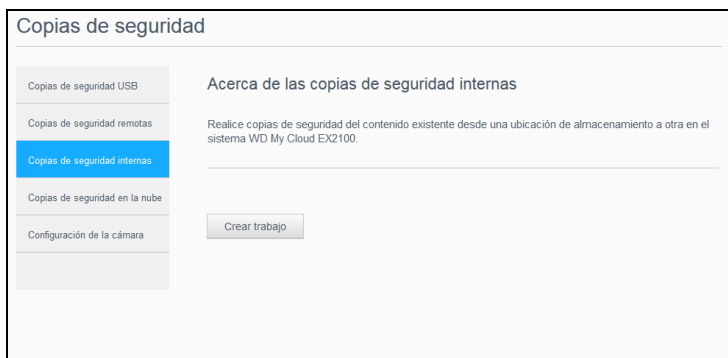 Copias de seguridad
Copias de seguridad USB
Copias de seguridad remotas
Copias de seguridad internas
Copias de seguridad en la nube
Configuración de la cámara
Acerca de las copias de seguridad internas
Realice copias de seguridad del contenido existente desde una ubicación de almacenamiento a otra en el
sistema WD My Cloud EX2100.
Crear trabajo